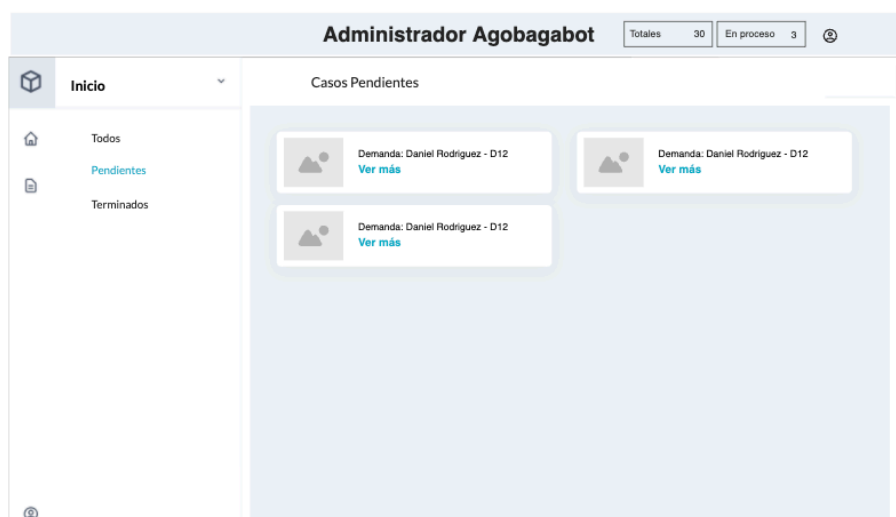 Administrador Agobagabot
Totales 30
En proceso 3
Inicio
Casos Pendientes
Todos
Pendientes
Terminados
Demanda: Daniel Rodriguez - D12
Ver más
Demanda: Daniel Rodriguez - D12
Ver más
Demanda: Daniel Rodriguez - D12
Ver más